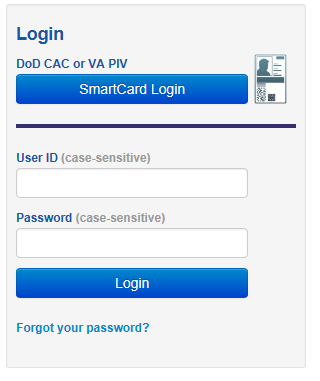 Login
DoD CAC or VA PIV
SmartCard Login
User ID (case-sensitive)
Password (case-sensitive)
Login
Forgot your password?